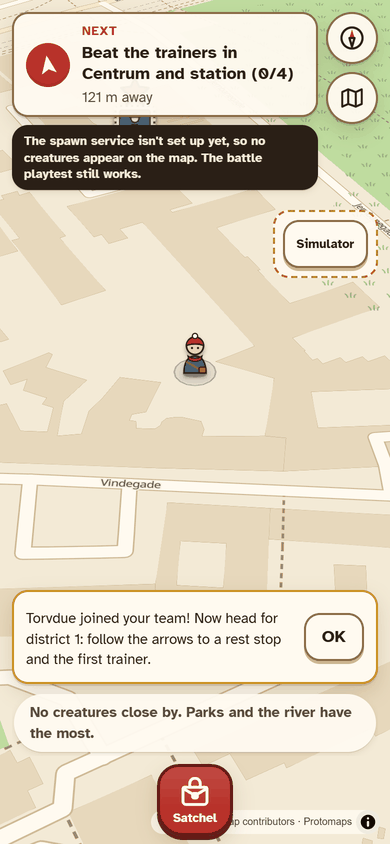 NEXT
Beat the trainers in
Centrum and station (0/4)
121 m away
The spawn service isn't set up yet, so no
creatures appear on the map. The battle
playtest still works.
Simulator
Vindegade
Torvdue joined your team! Now head for
district 1: follow the arrows to a rest stop
and the first trainer.
OK
No creatures close by. Parks and the river have
the most.
Satchel
contributors · Protomaps